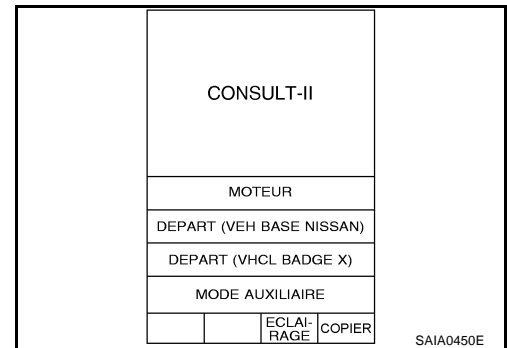 CONSULT-II
MOTEUR
DEPART (VEH BASE NISSAN)
DEPART (VHCL BADGE X)
MODE AUXILIAIRE
ECLAI-
RAGE
COPIER
SAIA0450E